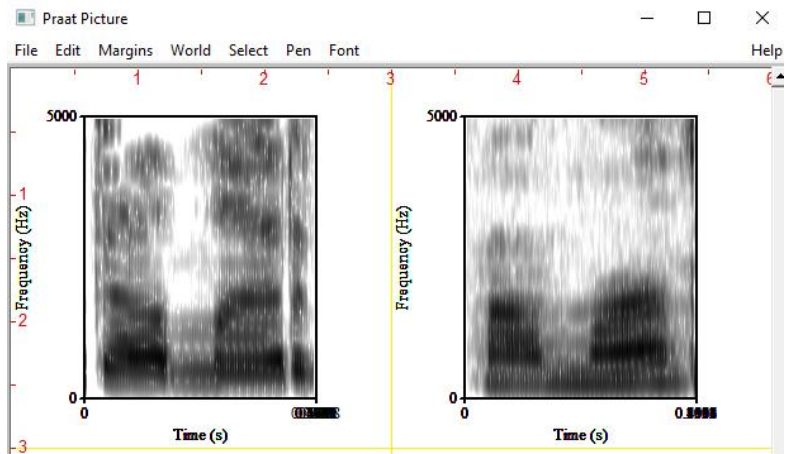 Praat Picture
File Edit Margins World Select Pen Font Help
1 2 3 4 5 6
5000 5000
1
Frequency (Hz) Frequency (Hz)
2
0 0
0 0
Time (s) Time (s)
3